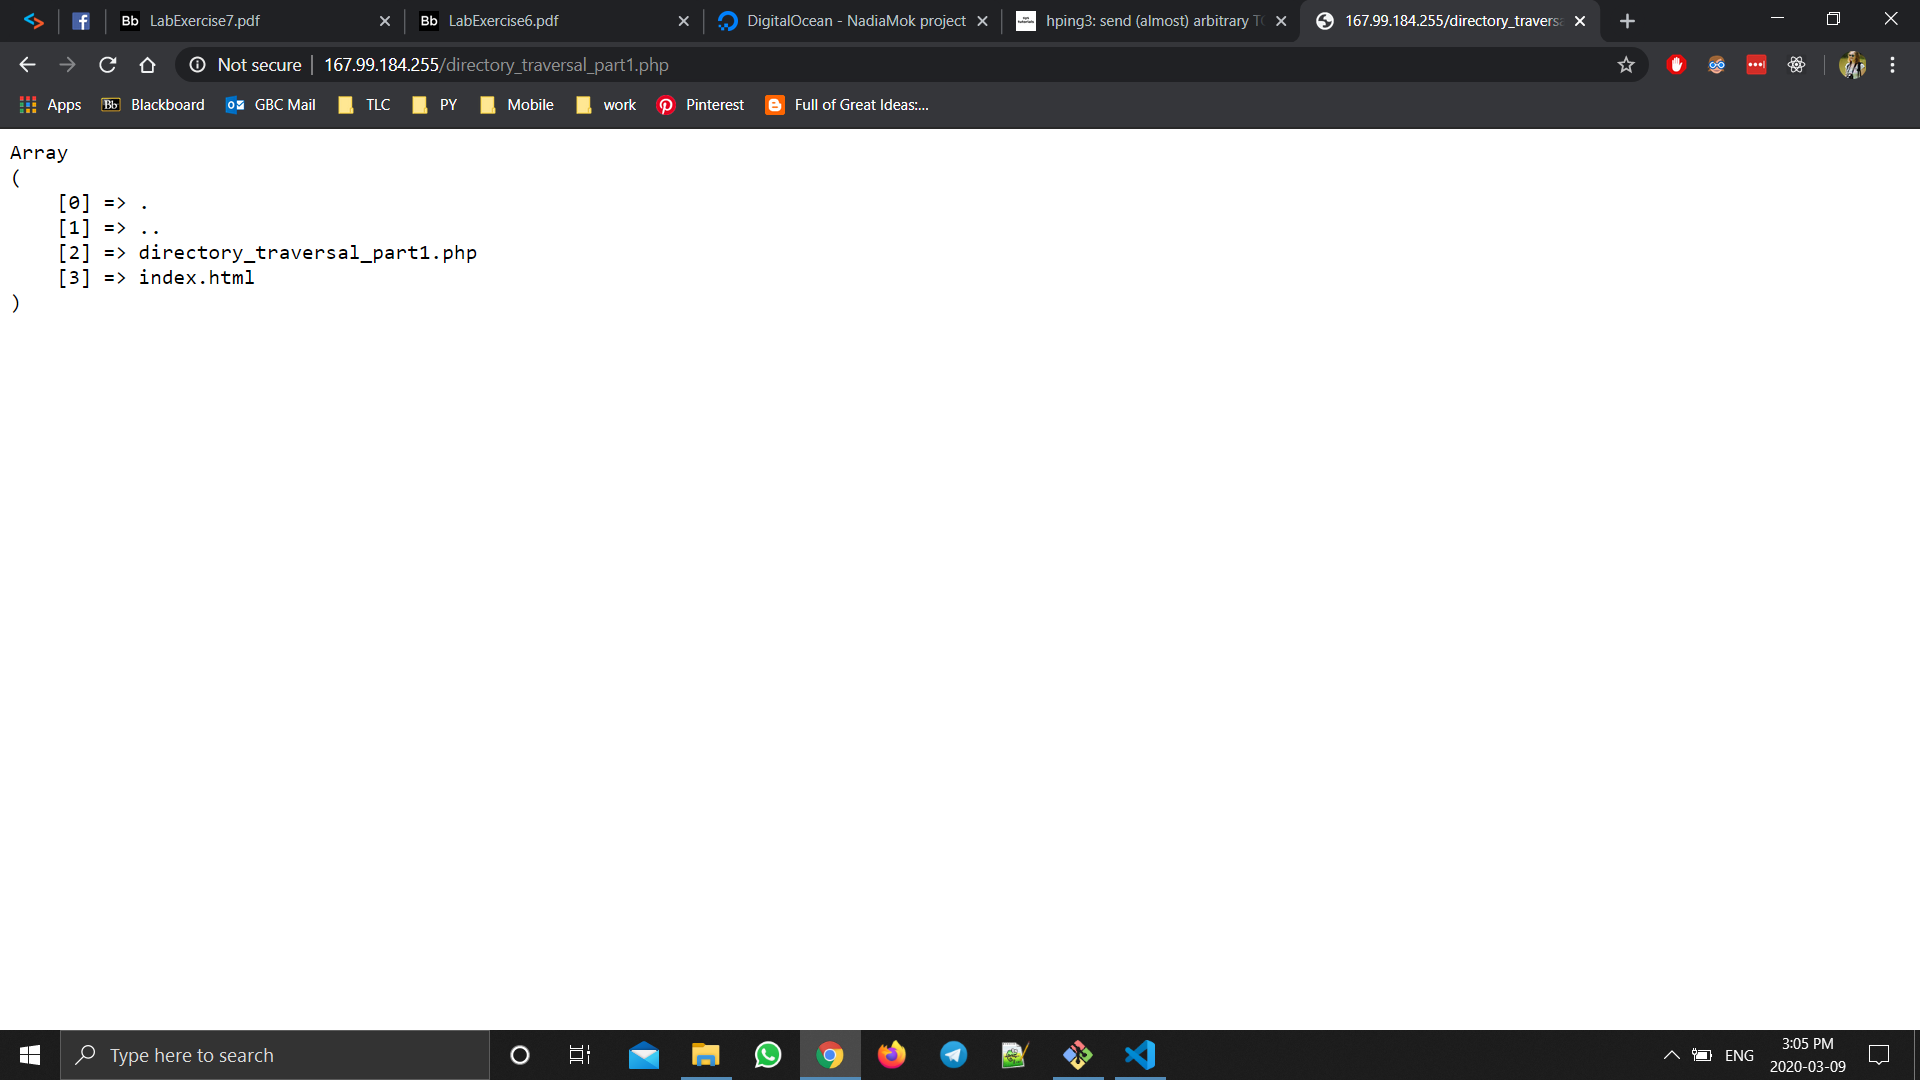 LabExercise7.pdf
LabExercise6.pdf
DigitalOcean - NadiaMok project
hping3: send (almost) arbitrary TC
167.99.184.255/directory_travers
Not secure
167.99.184.255/directory_traversal_part1.php
Apps
Bb Blackboard
GBC Mail
TLC
PY
Mobile
work
Pinterest
Full of Great Ideas:...
Array
(
[0] => .
[1] => ..
[2] => directory_traversal_part1.php
[3] => index.html
)
Type here to search
ENG
3:05 PM
2020-03-09